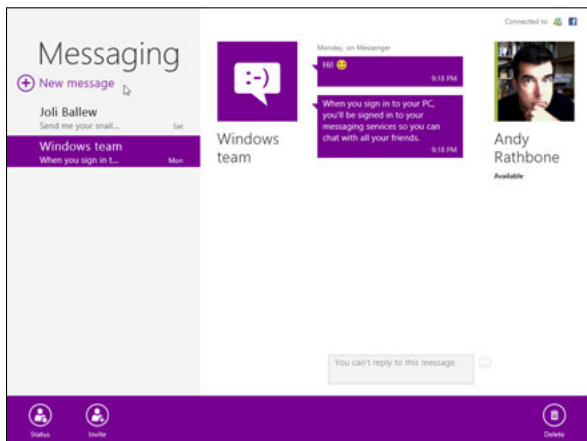 Connected to
Messaging
New message
Joli Ballew
Send me your snail...
Sat
Windows team
When you sign in t...
Mon
:-)
Windows
team
Monday, on Messenger
Hi!
9:18 PM
When you sign in to your PC,
you'll be signed in to your
messaging services so you can
chat with all your friends.
9:18 PM
Andy
Rathbone
Available
You can't reply to this message.
Status
Invite
Delete